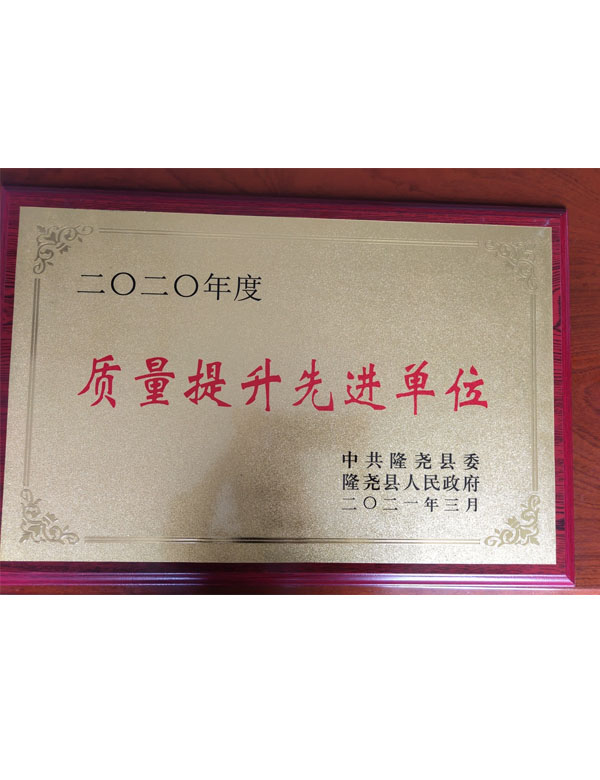 二〇二〇年度
质量提升先进单位
中共隆尧县委
隆尧县人民政府
二〇二一年三月